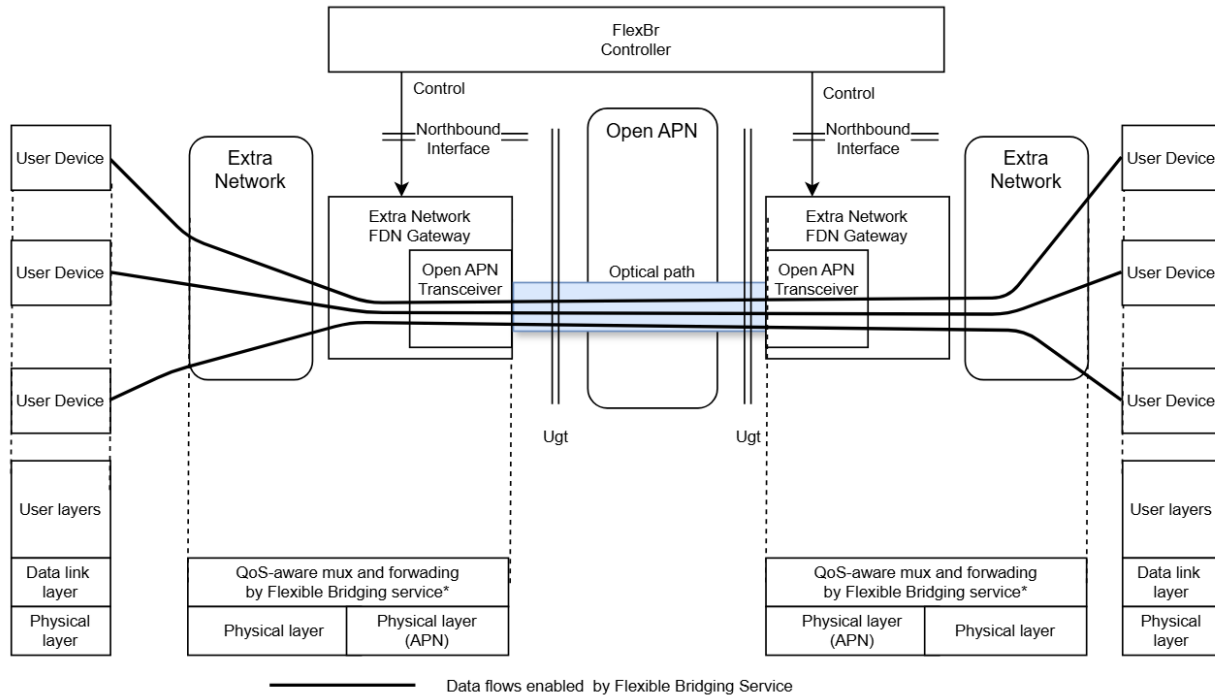 FlexBr
Controller
Control
Control
Northbound
Interface
Open APN
Northbound
Interface
User Device
Extra
Network
Extra
Network
User Device
Extra Network
FDN Gateway
Extra Network
FDN Gateway
User Device
Open APN
Transceiver
Optical path
Open APN
Transceiver
User Device
User Device
User Device
Ugt
Ugt
User layers
User layers
Data link
layer
QoS-aware mux and forwading
by Flexible Bridging service*
QoS-aware mux and forwading
by Flexible Bridging service*
Data link
layer
Physical
layer
Physical layer
Physical layer
(APN)
Physical layer
(APN)
Physical layer
Physical
layer
Data flows enabled by Flexible Bridging Service